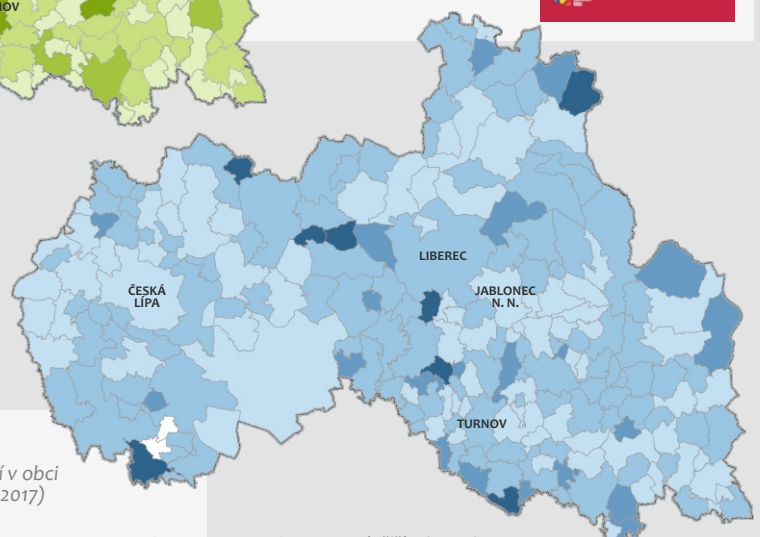 OV
LIBEREC
ČESKÁ
LÍPA
JABLONEC
N. N.
TURNOV
í v obci
2017)